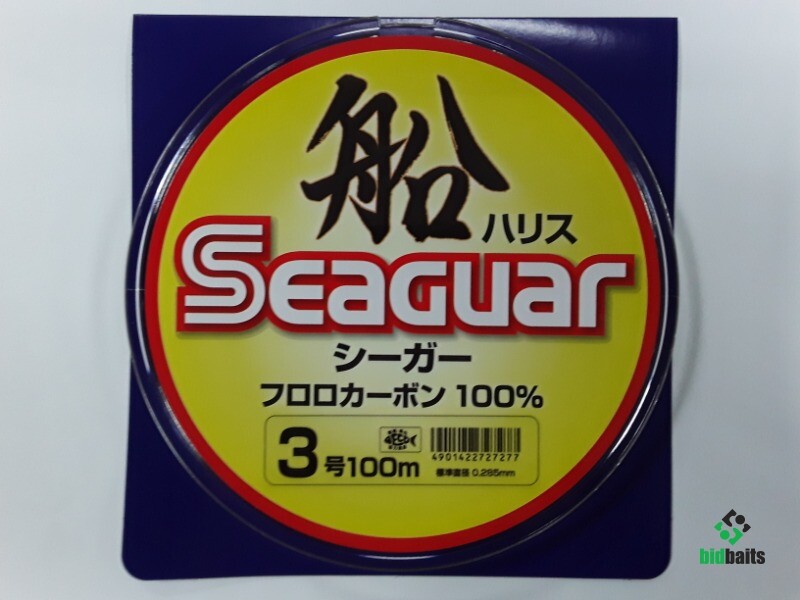 船
ハリス
SEAGUAR
シーガー
フロロカーボン 100%
3号100m
4901422727277
標準直径 0.285mm
bidbaits